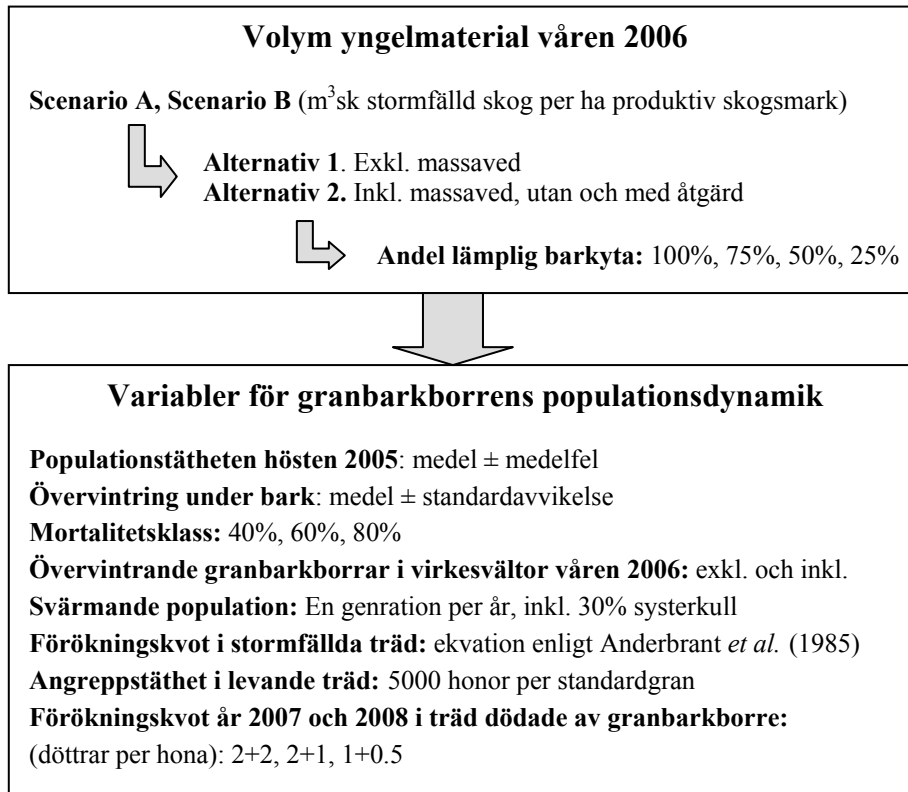 Volym yngelmaterial våren 2006
Scenario A, Scenario B (m³sk stormfälld skog per ha produktiv skogsmark)
Alternativ 1. Exkl. massaved
Alternativ 2. Inkl. massaved, utan och med åtgärd
Andel lämplig barkyta: 100%, 75%, 50%, 25%
Variabler för granbarkborrens populationsdynamik
Populationstätheten hösten 2005: medel ± medelfel
Övervintring under bark: medel ± standardavvikelse
Mortalitetsklass: 40%, 60%, 80%
Övervintrande granbarkborrar i virkesvältor våren 2006: exkl. och inkl.
Svärmande population: En genration per år, inkl. 30% systerkull
Förökningskvot i stormfällda träd: ekvation enligt Anderbrant et al. (1985)
Angreppstäthet i levande träd: 5000 honor per standardgran
Förökningskvot år 2007 och 2008 i träd dödade av granbarkborre:
(döttrar per hona): 2+2, 2+1, 1+0.5